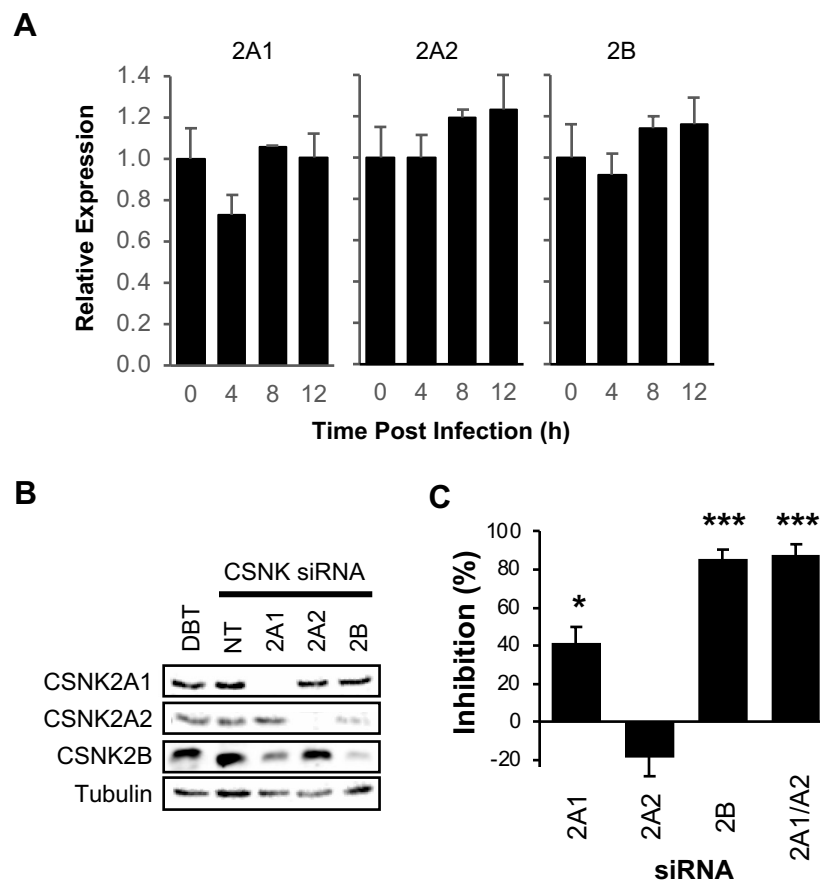 A
2A1
2A2
2B
Relative Expression
1.4
1.2
1.0
0.8
0.6
0.4
0.2
0.0
0 4 8 12
0 4 8 12
0 4 8 12
Time Post Infection (h)
B
CSNK siRNA
DBT NT 2A1 2A2 2B
CSNK2A1
CSNK2A2
CSNK2B
Tubulin
C
Inhibition (%)
100
80
60
40
20
0
-20
* *** ***
2A1 2A2 2B 2A1/A2
siRNA